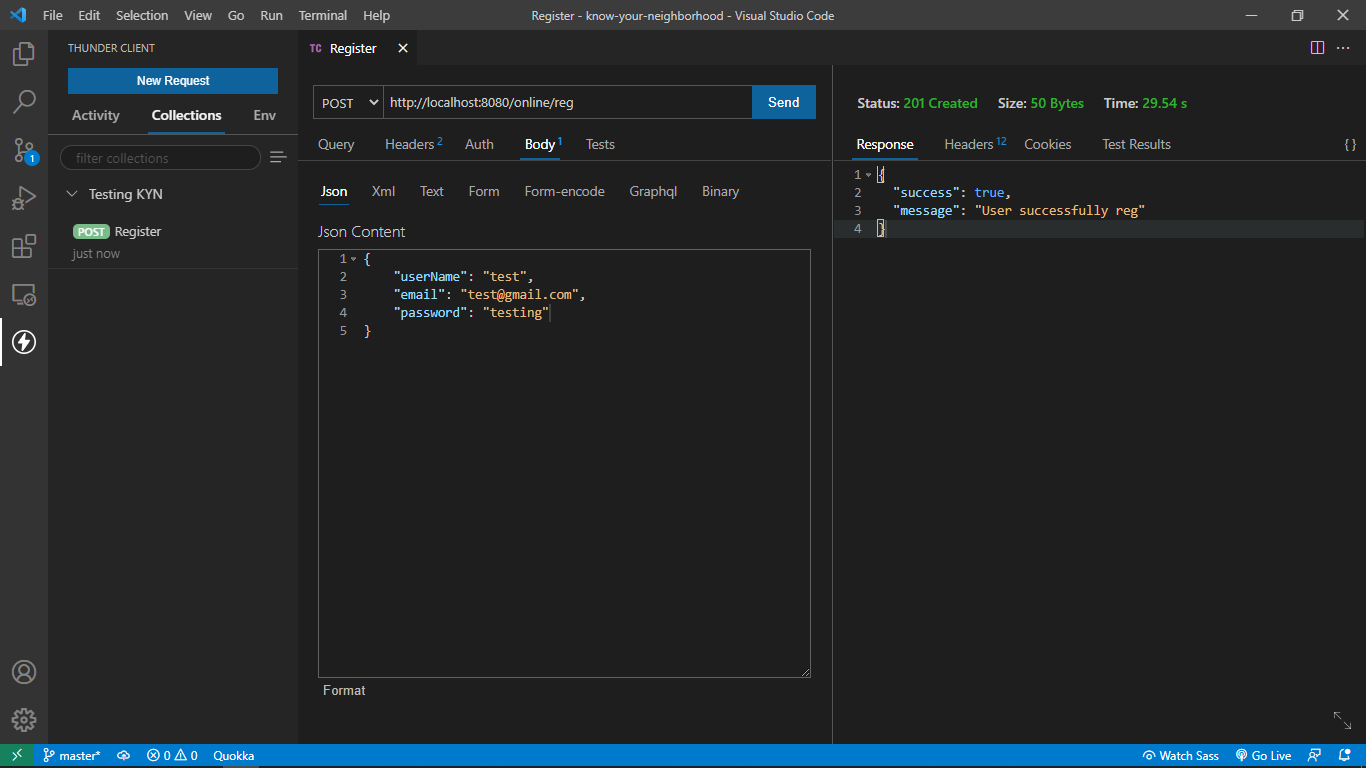 File Edit Selection View Go Run Terminal Help Register - know-your-neighborhood - Visual Studio Code
THUNDER CLIENT
New Request
Activity Collections Env
filter collections
Testing KYN
POST Register
just now
1
TC Register
POST http://localhost:8080/online/reg Send
Query Headers 2 Auth Body 1 Tests
Json Xml Text Form Form-encode Graphql Binary
Json Content
1 {
2 "userName": "test",
3 "email": "test@gmail.com",
4 "password": "testing"
5 }
Format
Status: 201 Created Size: 50 Bytes Time: 29.54 s
Response Headers 12 Cookies Test Results { }
1 {
2 "success": true,
3 "message": "User successfully reg"
4 }
master* 0 0 Quokka Watch Sass Go Live